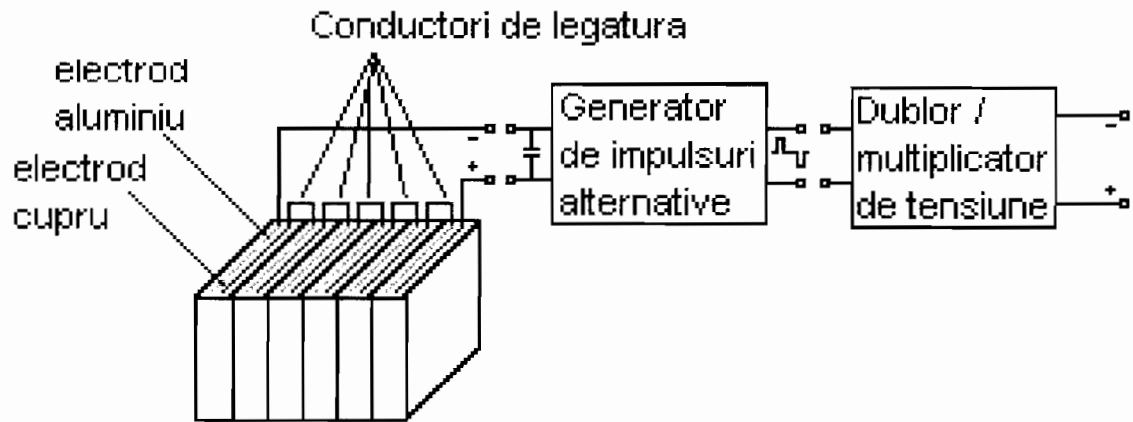 Conductori de legatura
electrod
aluminiu
electrod
cupru
-
+
Generator
de impulsuri
alternative
Dublor /
multiplicator
de tensiune
-
+